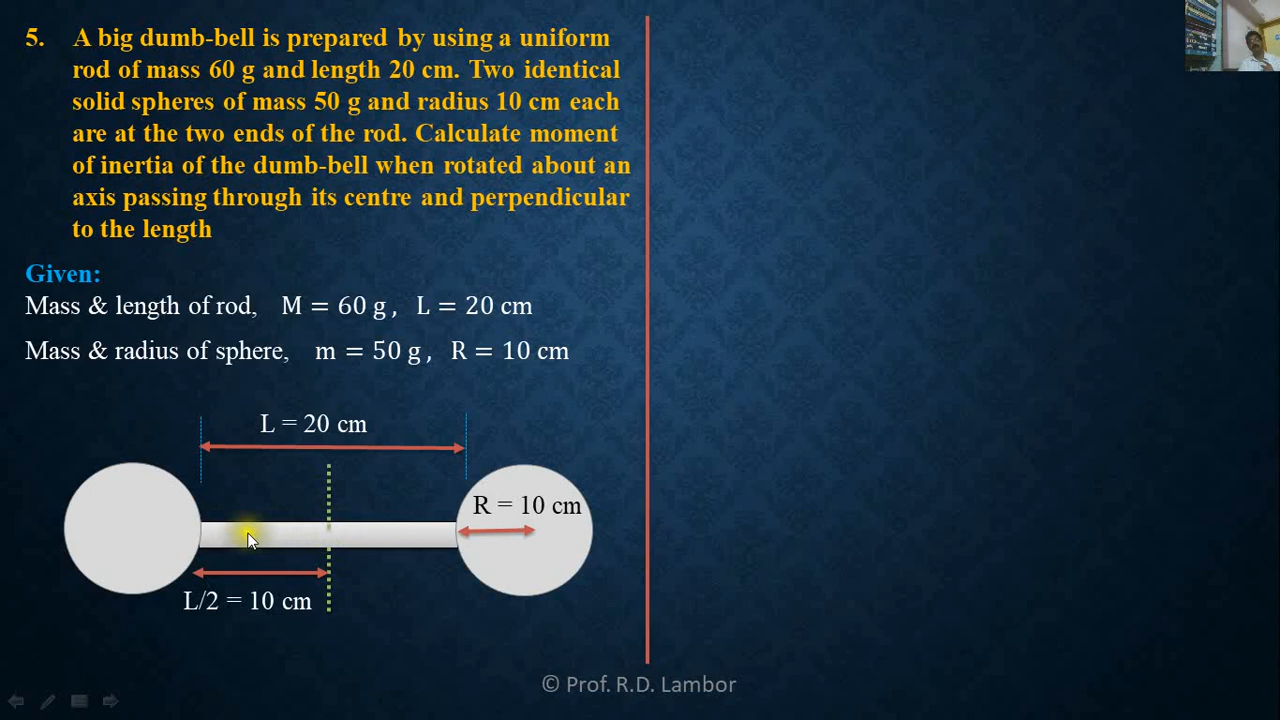 5. A big dumb-bell is prepared by using a uniform
rod of mass 60 g and length 20 cm. Two identical
solid spheres of mass 50 g and radius 10 cm each
are at the two ends of the rod. Calculate moment
of inertia of the dumb-bell when rotated about an
axis passing through its centre and perpendicular
to the length
Given:
Mass & length of rod, M = 60 g , L = 20 cm
Mass & radius of sphere, m = 50 g , R = 10 cm
L = 20 cm
R = 10 cm
L/2 = 10 cm
© Prof. R.D. Lambor